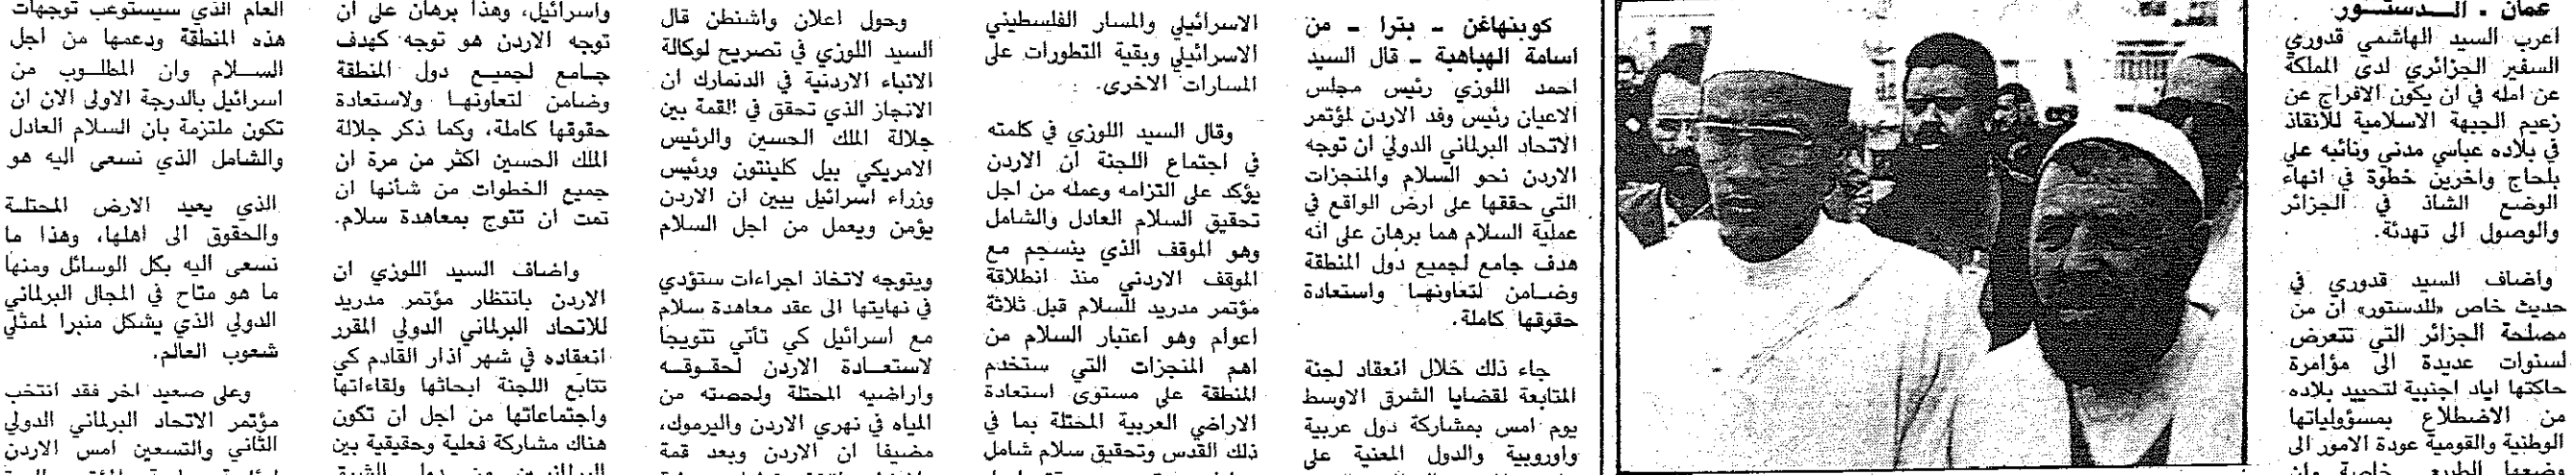 عمان - الـدستـور
اعرب السيد الهاشمي قدوري
السفير الجزائري لدى المملكة
عن امله في ان يكون الافراج عن
زعيم الجبهة الاسلامية للانقاذ
في بلاده عباسي مدني ونائبه علي
بلحاج واخرين خطوة في انهاء
الوضع الشاذ في الجزائر
والوصول الى تهدئة.
واضاف السيد قدوري في
حديث خاص «للدستور» ان من
مصلحة الجزائر التي تتعرض
لسنوات عديدة الى مؤامرة
حاكتها اياد اجنبية لتحييد بلاده
من الاضطلاع بمسؤولياتها
الوطنية والقومية عودة الامور الى
وضعها الطبيعي خاصة وان
كوبنهاغن - بترا - من
اسامة الهباهبة - قال السيد
احمد اللوزي رئيس مجلس
الاعيان رئيس وفد الاردن لمؤتمر
الاتحاد البرلماني الدولي ان توجه
الاردن نحو السلام والمنجزات
التي حققها على ارض الواقع في
عملية السلام هما برهان على انه
هدف جامع لجميع دول المنطقة
وضـامن لتعاونهـا واستعادة
حقوقها كاملة.
جاء ذلك خلال انعقاد لجنة
المتابعة لقضايا الشرق الاوسط
يوم امس بمشاركة دول عربية
واوروبية والدول المعنية على
الاسرائيلي والمسار الفلسطيني
الاسرائيلي وبقية التطورات على
المسارات الاخرى.
وقال السيد اللوزي في كلمته
في اجتماع اللجنة ان الاردن
يؤكد على التزامه وعمله من اجل
تحقيق السلام العادل والشامل
وهو الموقف الذي ينسجم مع
الموقف الاردني منذ انطلاقة
مؤتمر مدريد للسلام قبل ثلاثة
اعوام وهو اعتبار السلام من
اهم المنجزات التي ستخدم
المنطقة على مستوى استعادة
الاراضي العربية المحتلة بما في
ذلك القدس وتحقيق سلام شامل
وحول اعلان واشنطن قال
السيد اللوزي في تصريح لوكالة
الانباء الاردنية في الدنمارك ان
الانجاز الذي تحقق في القمة بين
جلالة الملك الحسين والرئيس
الامريكي بيل كلينتون ورئيس
وزراء اسرائيل يبين ان الاردن
يؤمن ويعمل من اجل السلام
ويتوجه لاتخاذ اجراءات ستؤدي
في نهايتها الى عقد معاهدة سلام
مع اسرائيل كي تأتي تتويجا
لاستعـــادة الاردن لحقـوقــه
واراضيه المحتلة ولحصته من
المياه في نهري الاردن واليرموك،
مضيفا ان الاردن وبعد قمة
واسرائيل، وهذا برهان على ان
توجه الاردن هو توجه كهدف
جـامع لجميـع دول المنطقة
وضامن لتعاونهـا ولاستعادة
حقوقها كاملة، وكما ذكر جلالة
الملك الحسين اكثر من مرة ان
جميع الخطوات من شأنها ان
تمت ان تتوج بمعاهدة سلام.
واضاف السيد اللوزي ان
الاردن بانتظار مؤتمر مدريد
للاتحاد البرلماني الدولي المقرر
انعقاده في شهر اذار القادم كي
تتابع اللجنة ابحاثها ولقاءاتها
واجتماعاتها من اجل ان تكون
هناك مشاركة فعلية وحقيقية بين
البرلمانيين من دول الشرق
العام الذي سيستوعب توجهات
هذه المنطقة ودعمها من اجل
الســلام وان المطلــوب من
اسرائيل بالدرجة الاولى الان ان
تكون ملتزمة بان السلام العادل
والشامل الذي نسعى اليه هو
الذي يعيد الارض المحتلـة
والحقوق الى اهلها، وهذا ما
نسعى اليه بكل الوسائل ومنها
ما هو متاح في المجال البرلماني
الدولي الذي يشكل منبرا لممثلي
شعوب العالم.
وعلى صعيد اخر فقد انتخب
مؤتمر الاتحاد البرلماني الدولي
الثاني والتسعين امس الاردن